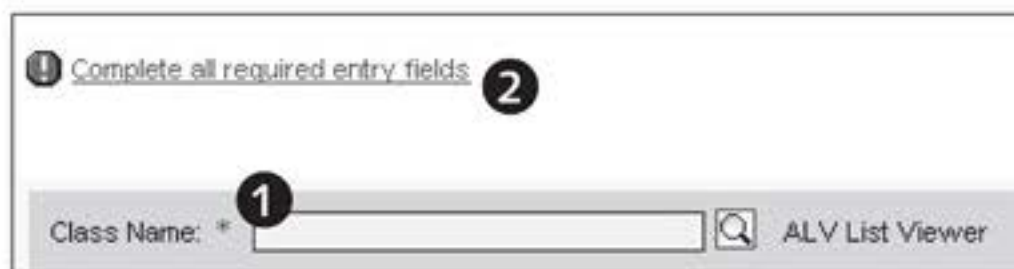 Complete all required entry fields 2
1
Class Name: * ALV List Viewer